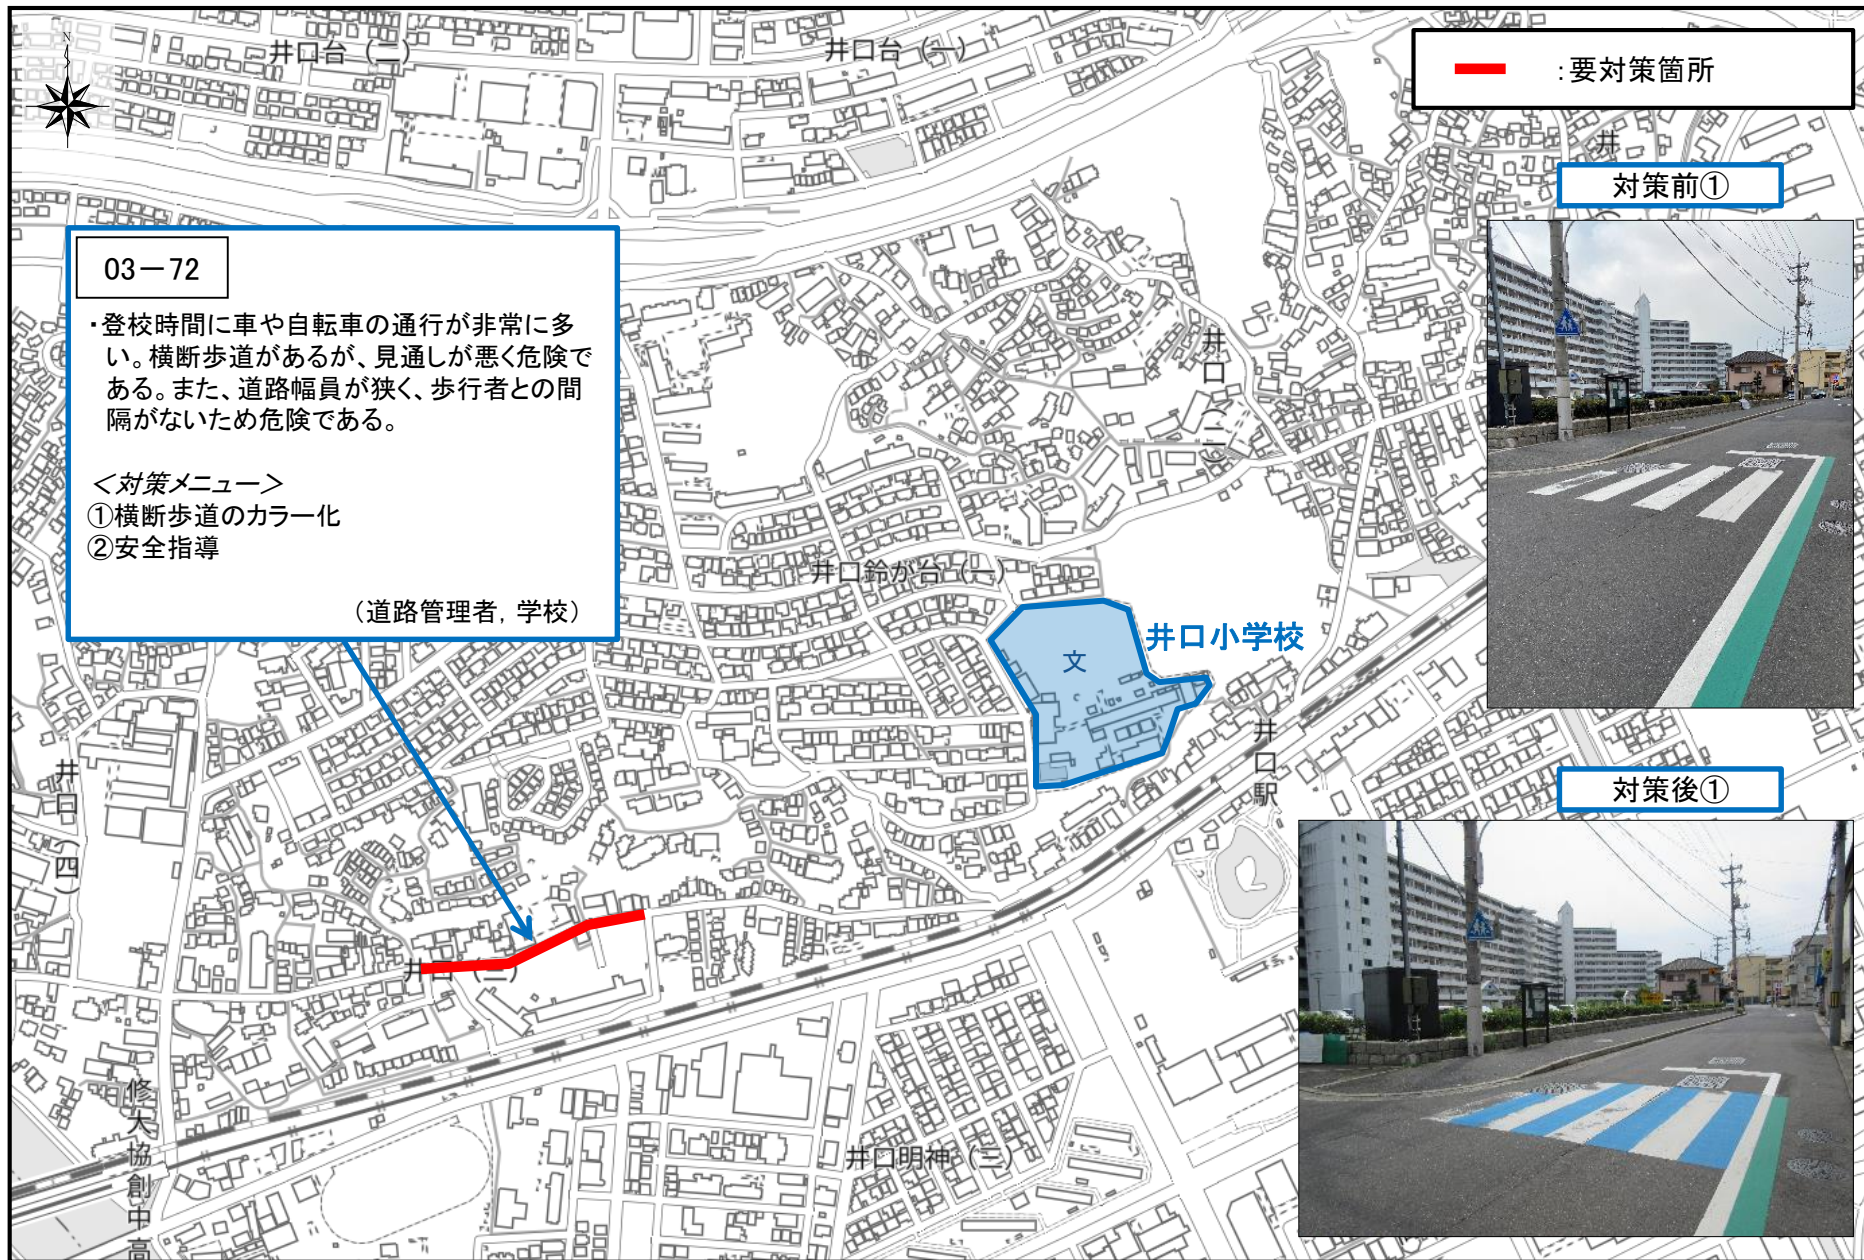 N
井口台(二)
井口台(一)
:要対策箇所
井
対策前①
03－72
・登校時間に車や自転車の通行が非常に多
い。横断歩道があるが、見通しが悪く危険で
ある。また、道路幅員が狭く、歩行者との間
隔がないため危険である。
＜対策メニュー＞
①横断歩道のカラー化
②安全指導
（道路管理者, 学校）
井口(二)
井口鈴が台(一)
井口小学校
文
井口駅
井口(四)
対策後①
井口(三)
修大協創中高
井口明神(三)